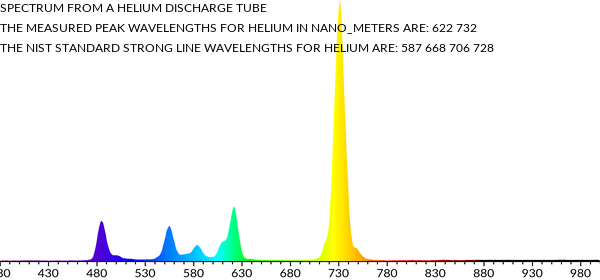 SPECTRUM FROM A HELIUM DISCHARGE TUBE
THE MEASURED PEAK WAVELENGTHS FOR HELIUM IN NANO_METERS ARE: 622 732
THE NIST STANDARD STRONG LINE WAVELENGTHS FOR HELIUM ARE: 587 668 706 728
80 430 480 530 580 630 680 730 780 830 880 930 980